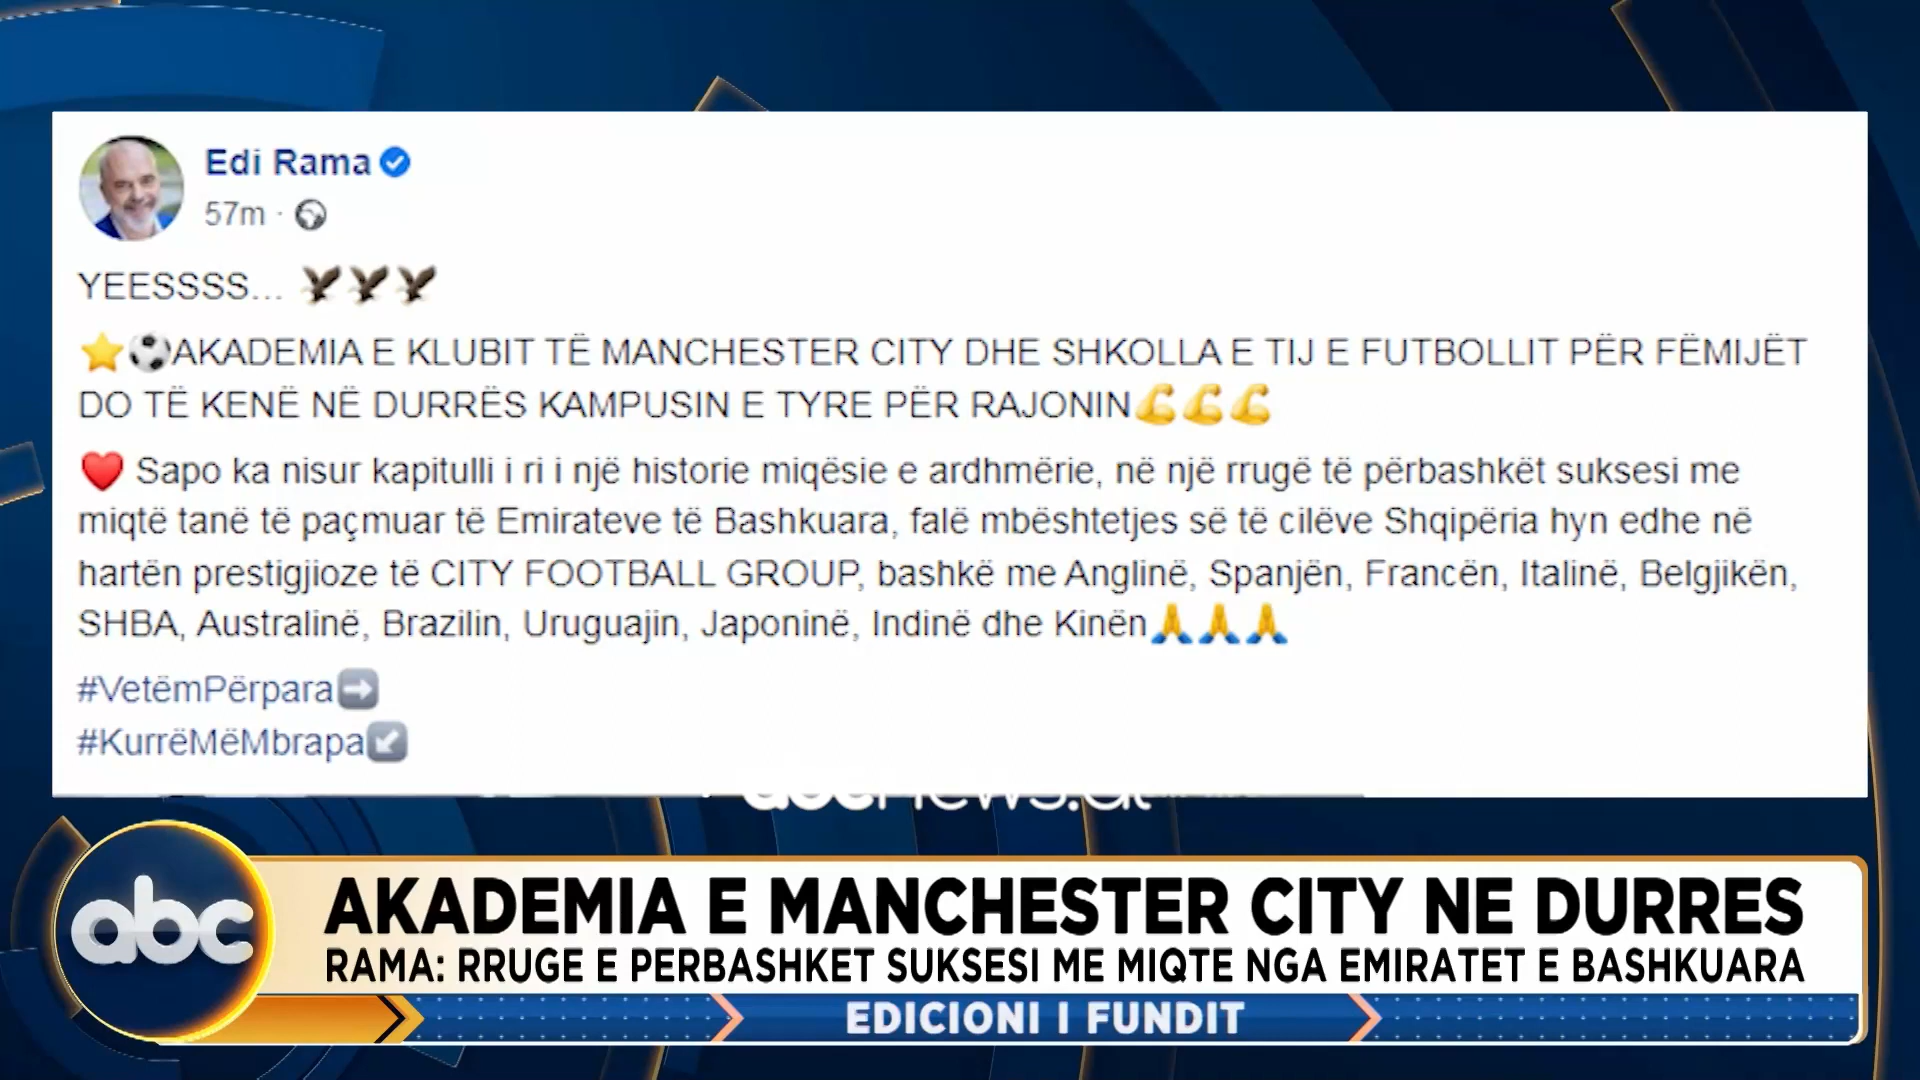 Edi Rama
57m ·
YEESSSS... 🦅🦅🦅
⭐⚽AKADEMIA E KLUBIT TË MANCHESTER CITY DHE SHKOLLA E TIJ E FUTBOLLIT PËR FËMIJËT
DO TË KENË NË DURRËS KAMPUSIN E TYRE PËR RAJONIN💪💪💪
❤️ Sapo ka nisur kapitulli i ri i një historie miqësie e ardhmërie, në një rrugë të përbashkët suksesi me
miqtë tanë të paçmuar të Emirateve të Bashkuara, falë mbështetjes së të cilëve Shqipëria hyn edhe në
hartën prestigjioze të CITY FOOTBALL GROUP, bashkë me Anglinë, Spanjën, Francën, Italinë, Belgjikën,
SHBA, Australinë, Brazilin, Uruguajin, Japoninë, Indinë dhe Kinën🙏🙏🙏
#VetëmPërpara➡️
#KurrëMëMbrapa↙️
abcnews.al
abc
AKADEMIA E MANCHESTER CITY NE DURRES
RAMA: RRUGE E PERBASHKET SUKSESI ME MIQTE NGA EMIRATET E BASHKUARA
EDICIONI I FUNDIT